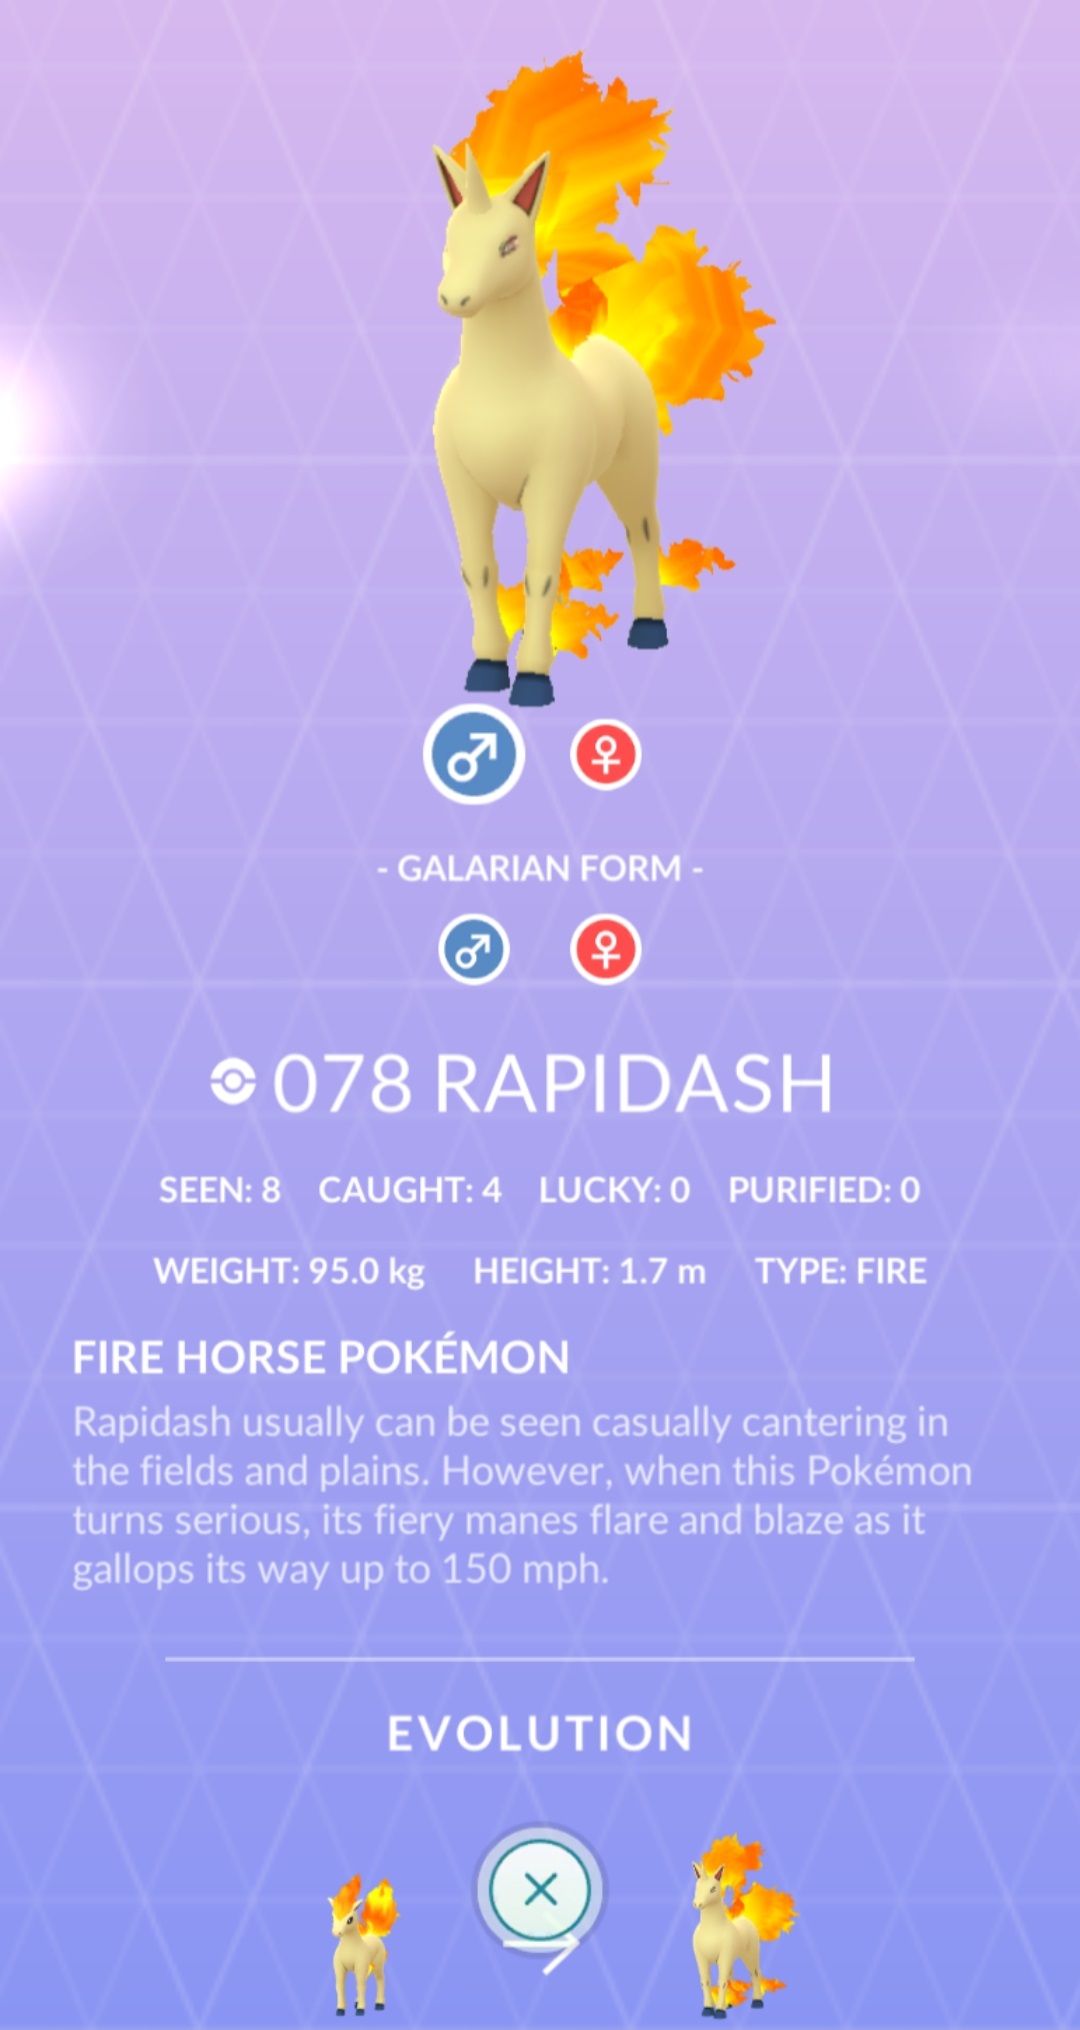 - GALARIAN FORM -
078 RAPIDASH
SEEN: 8 CAUGHT: 4 LUCKY: 0 PURIFIED: 0
WEIGHT: 95.0 kg HEIGHT: 1.7 m TYPE: FIRE
FIRE HORSE POKÉMON
Rapidash usually can be seen casually cantering in
the fields and plains. However, when this Pokémon
turns serious, its fiery manes flare and blaze as it
gallops its way up to 150 mph.
EVOLUTION